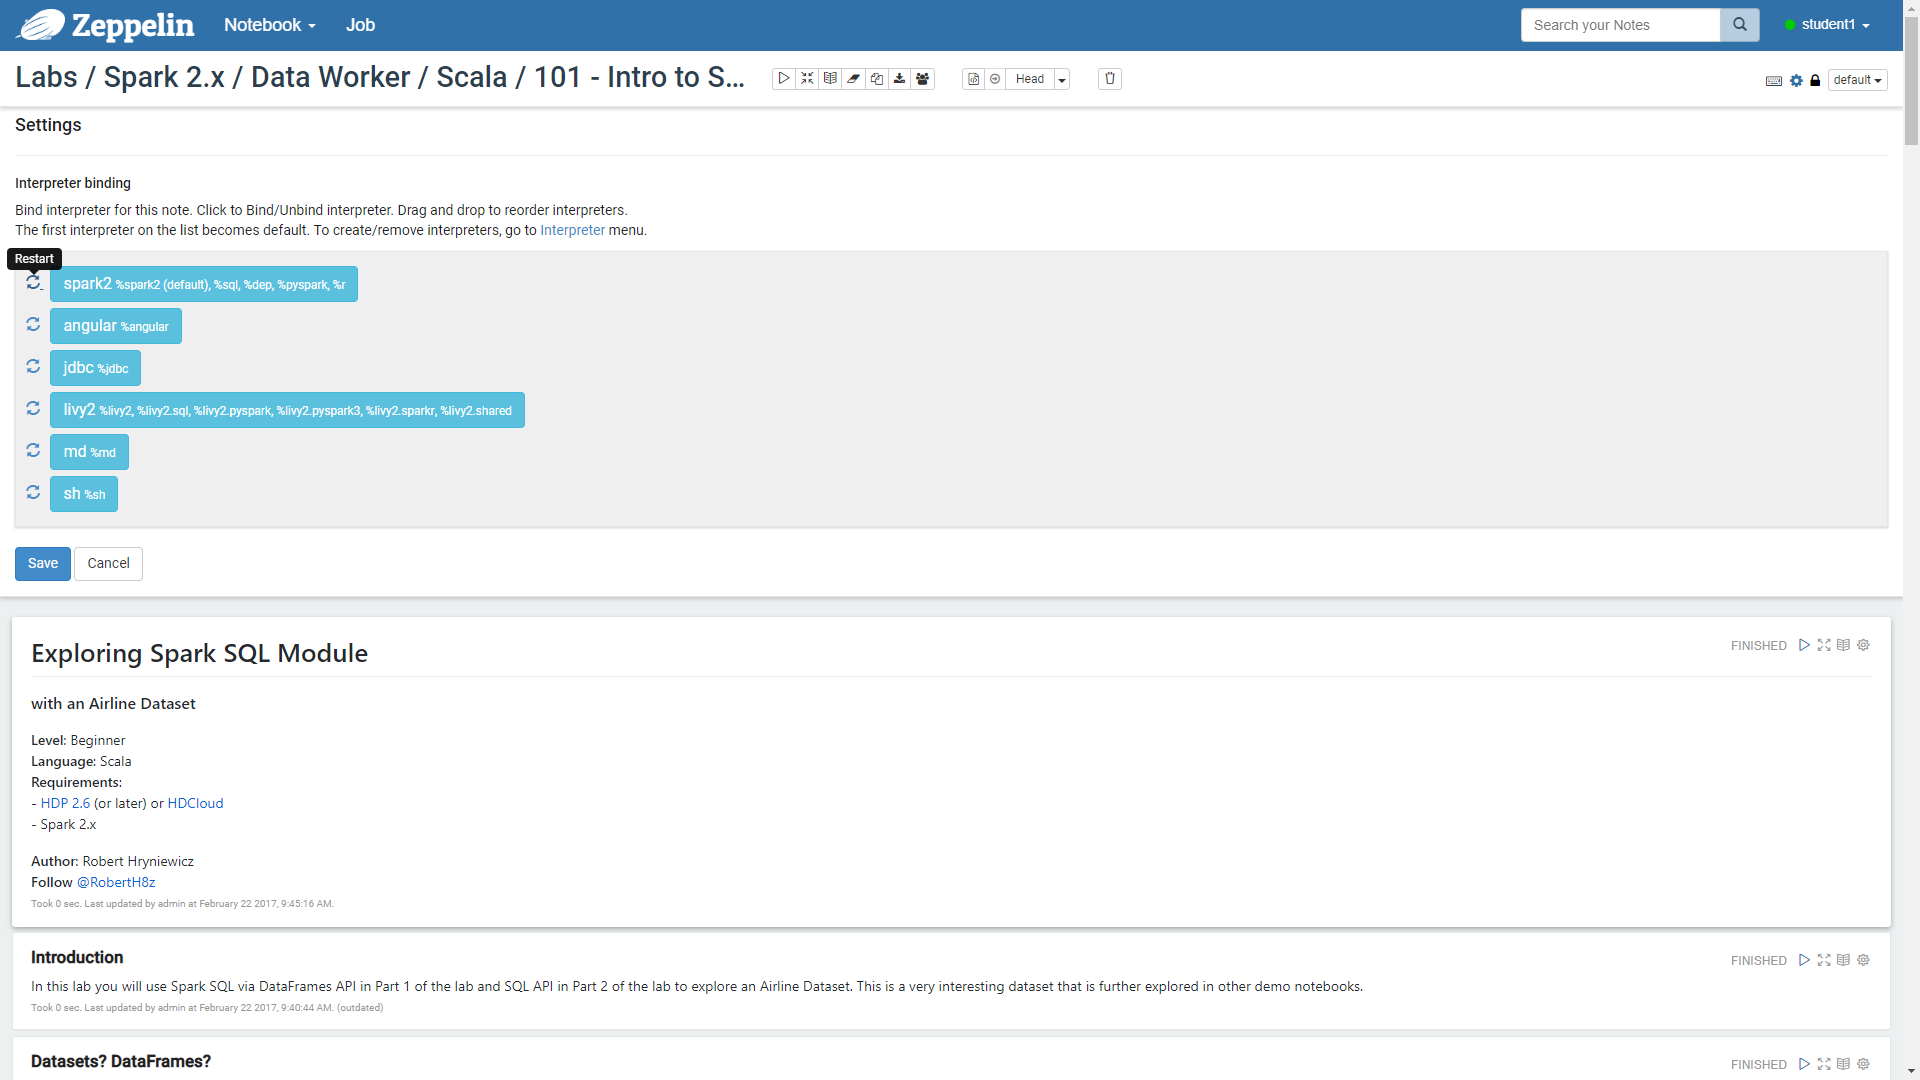 Zeppelin Notebook Job Search your Notes student1
Labs / Spark 2.x / Data Worker / Scala / 101 - Intro to S... Head default
Settings
Interpreter binding
Bind interpreter for this note. Click to Bind/Unbind interpreter. Drag and drop to reorder interpreters.
The first interpreter on the list becomes default. To create/remove interpreters, go to Interpreter menu.
Restart
spark2 %spark2 (default), %sql, %dep, %pyspark, %r
angular %angular
jdbc %jdbc
livy2 %livy2, %livy2.sql, %livy2.pyspark, %livy2.pyspark3, %livy2.sparkr, %livy2.shared
md %md
sh %sh
Save Cancel
Exploring Spark SQL Module FINISHED
with an Airline Dataset
Level: Beginner
Language: Scala
Requirements:
- HDP 2.6 (or later) or HDCloud
- Spark 2.x
Author: Robert Hryniewicz
Follow @RobertH8z
Took 0 sec. Last updated by admin at February 22 2017, 9:45:16 AM.
Introduction FINISHED
In this lab you will use Spark SQL via DataFrames API in Part 1 of the lab and SQL API in Part 2 of the lab to explore an Airline Dataset. This is a very interesting dataset that is further explored in other demo notebooks.
Took 0 sec. Last updated by admin at February 22 2017, 9:40:44 AM. (outdated)
Datasets? DataFrames? FINISHED